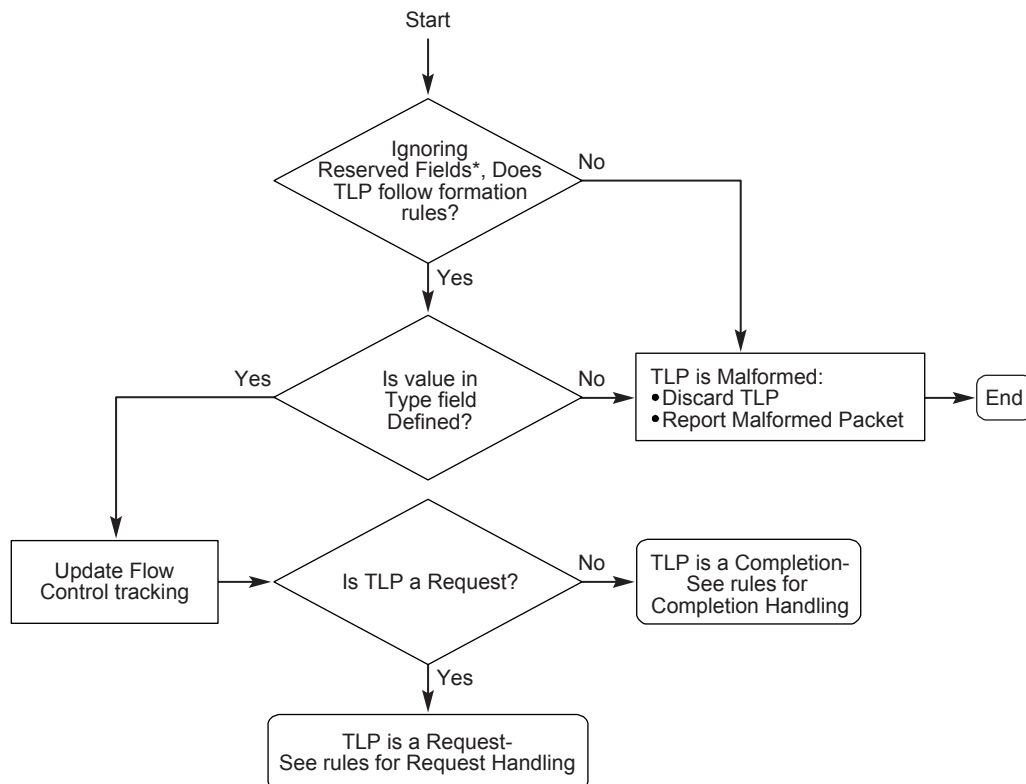 Start
Ignoring
Reserved Fields*, Does
TLP follow formation
rules?
No
Yes
Is value in
Type field
Defined?
Yes
No
TLP is Malformed:
•Discard TLP
•Report Malformed Packet
End
Update Flow
Control tracking
Is TLP a Request?
No
TLP is a Completion-
See rules for
Completion Handling
Yes
TLP is a Request-
See rules for Request Handling